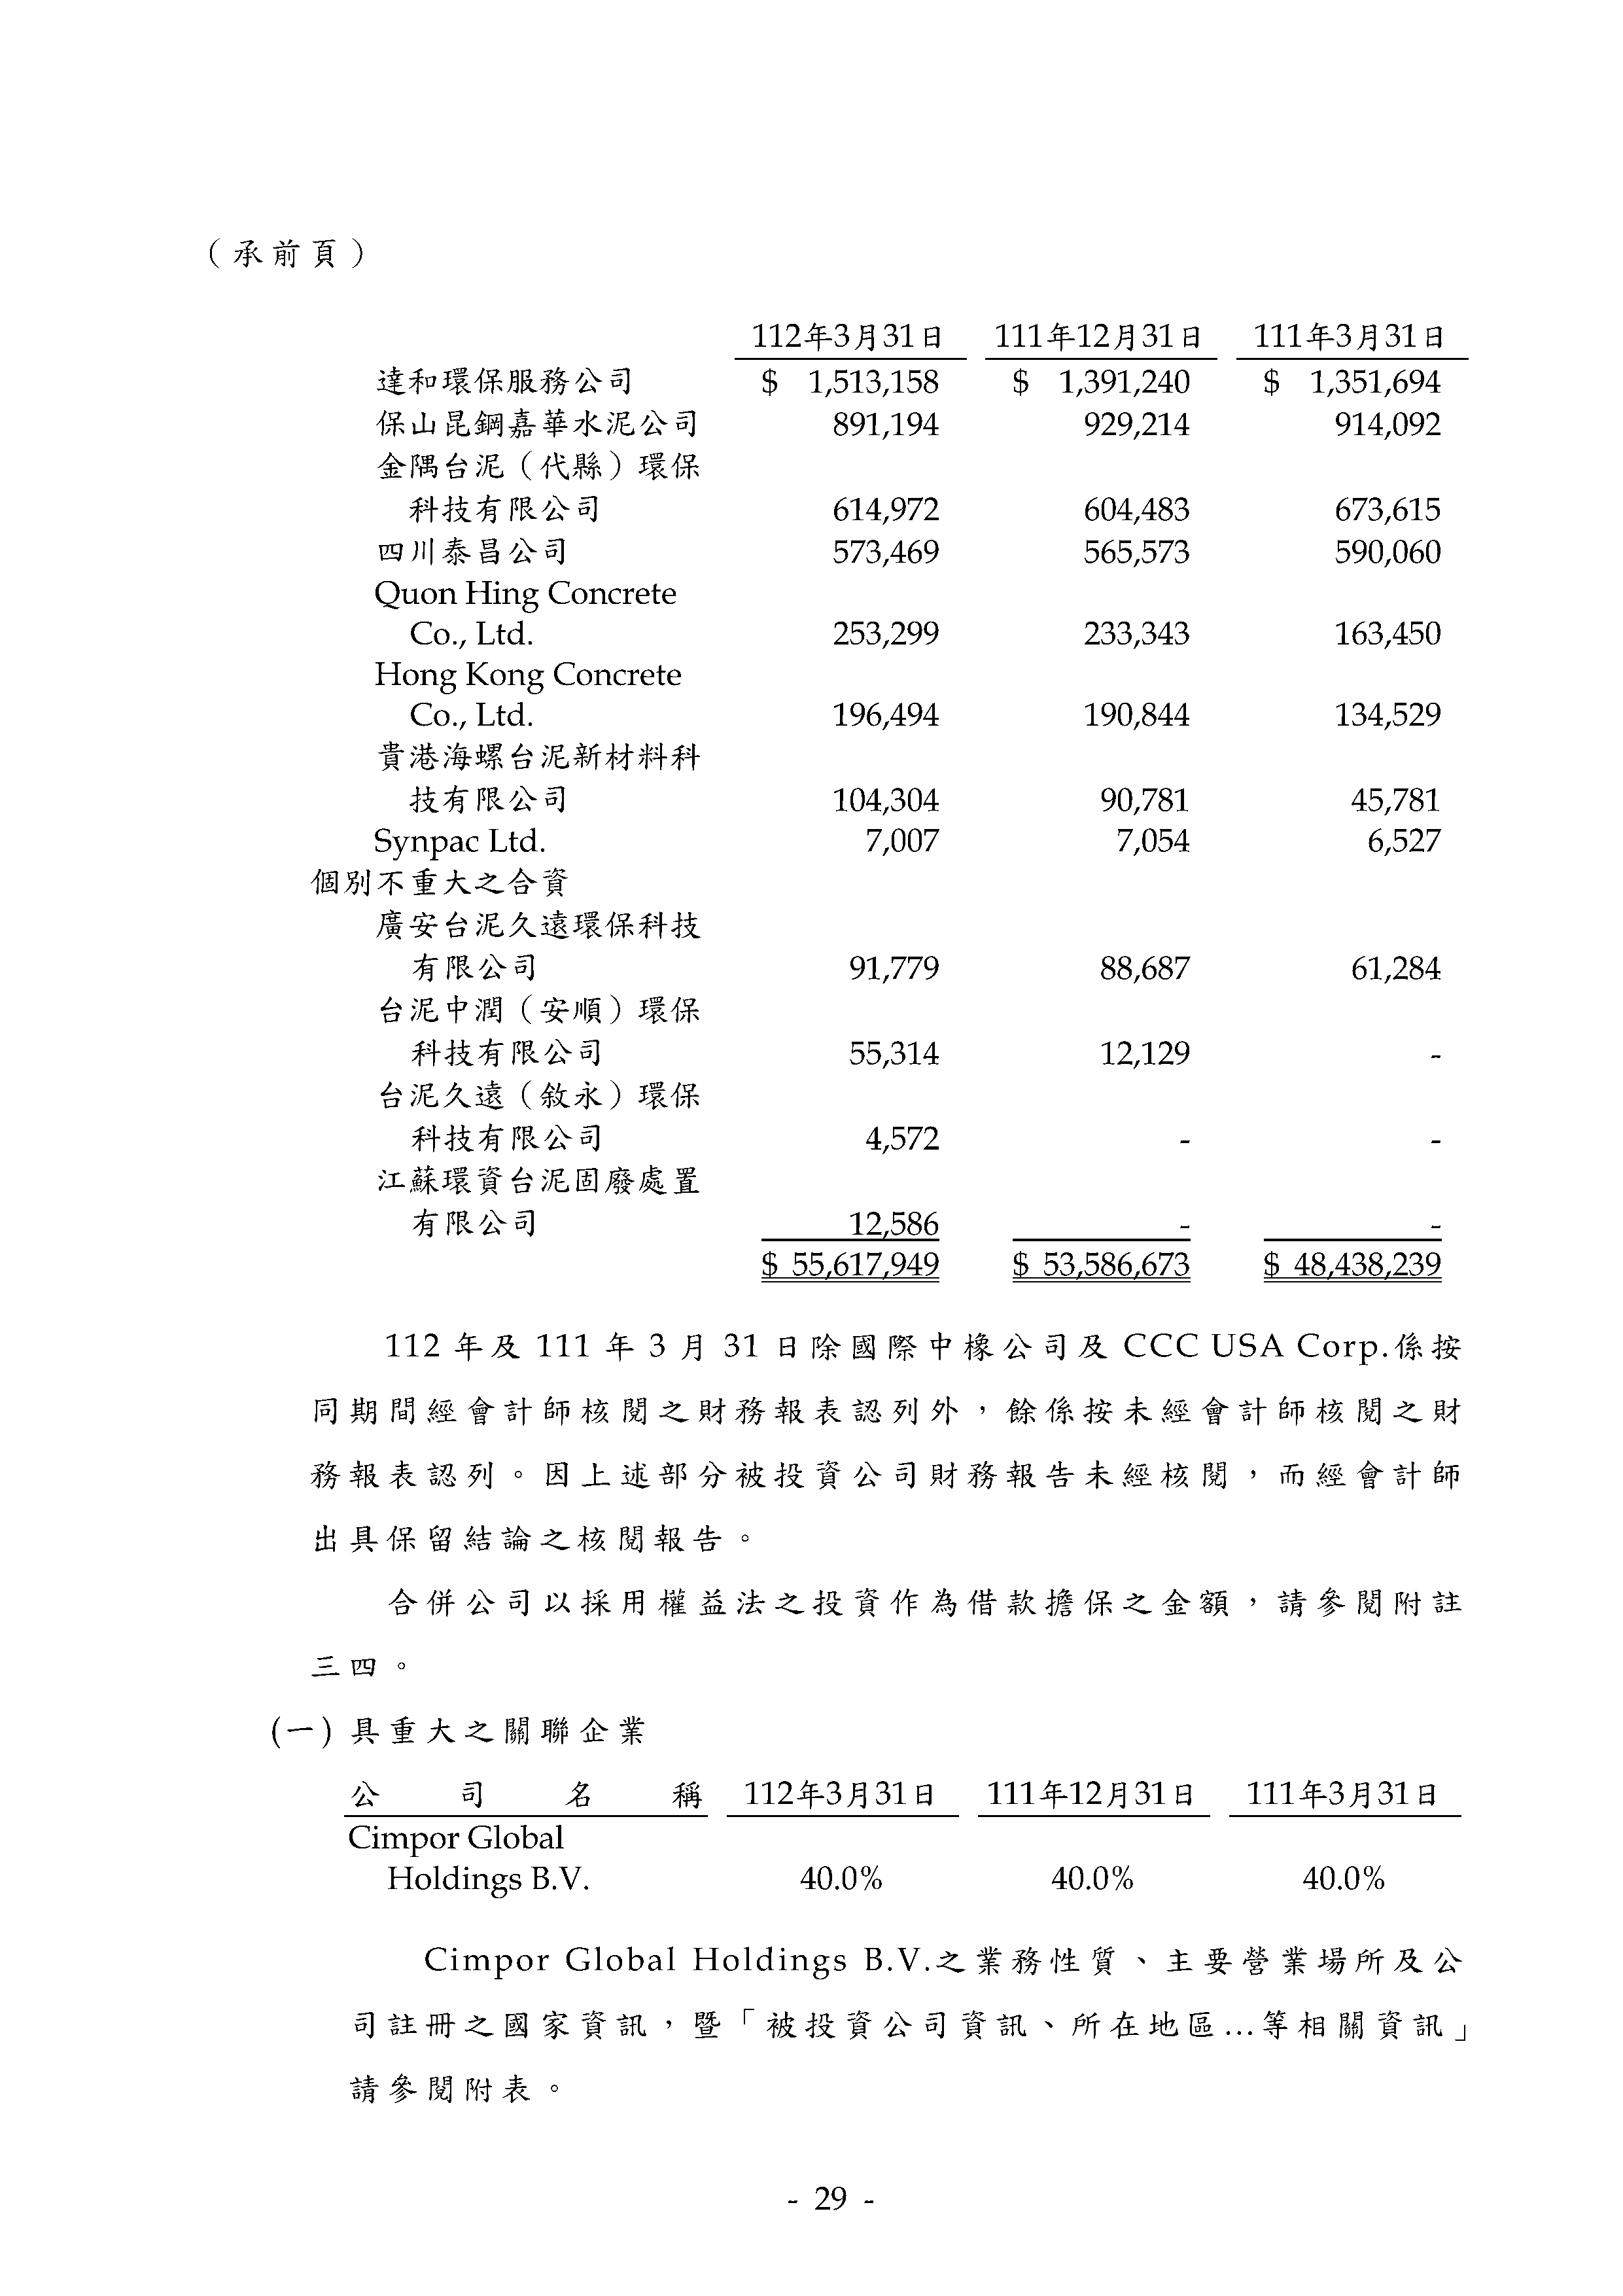 （承前頁）
112年3月31日 111年12月31日 111年3月31日
達和環保服務公司 $ 1,513,158 $ 1,391,240 $ 1,351,694
保山昆鋼嘉華水泥公司 891,194 929,214 914,092
金隅台泥（代縣）環保
科技有限公司 614,972 604,483 673,615
四川泰昌公司 573,469 565,573 590,060
Quon Hing Concrete
Co., Ltd. 253,299 233,343 163,450
Hong Kong Concrete
Co., Ltd. 196,494 190,844 134,529
貴港海螺台泥新材料科
技有限公司 104,304 90,781 45,781
Synpac Ltd. 7,007 7,054 6,527
個別不重大之合資
廣安台泥久遠環保科技
有限公司 91,779 88,687 61,284
台泥中潤（安順）環保
科技有限公司 55,314 12,129 -
台泥久遠（敘永）環保
科技有限公司 4,572 - -
江蘇環資台泥固廢處置
有限公司 12,586 - -
$ 55,617,949 $ 53,586,673 $ 48,438,239
112 年及 111 年 3 月 31 日除國際中橡公司及 CCC USA Corp.係按
同期間經會計師核閱之財務報表認列外，餘係按未經會計師核閱之財
務報表認列。因上述部分被投資公司財務報告未經核閱，而經會計師
出具保留結論之核閱報告。
合併公司以採用權益法之投資作為借款擔保之金額，請參閱附註
三四。
(一) 具重大之關聯企業
公司名稱 112年3月31日 111年12月31日 111年3月31日
Cimpor Global
Holdings B.V. 40.0% 40.0% 40.0%
Cimpor Global Holdings B.V.之業務性質、主要營業場所及公
司註冊之國家資訊，暨「被投資公司資訊、所在地區…等相關資訊」
請參閱附表。
- 29 -